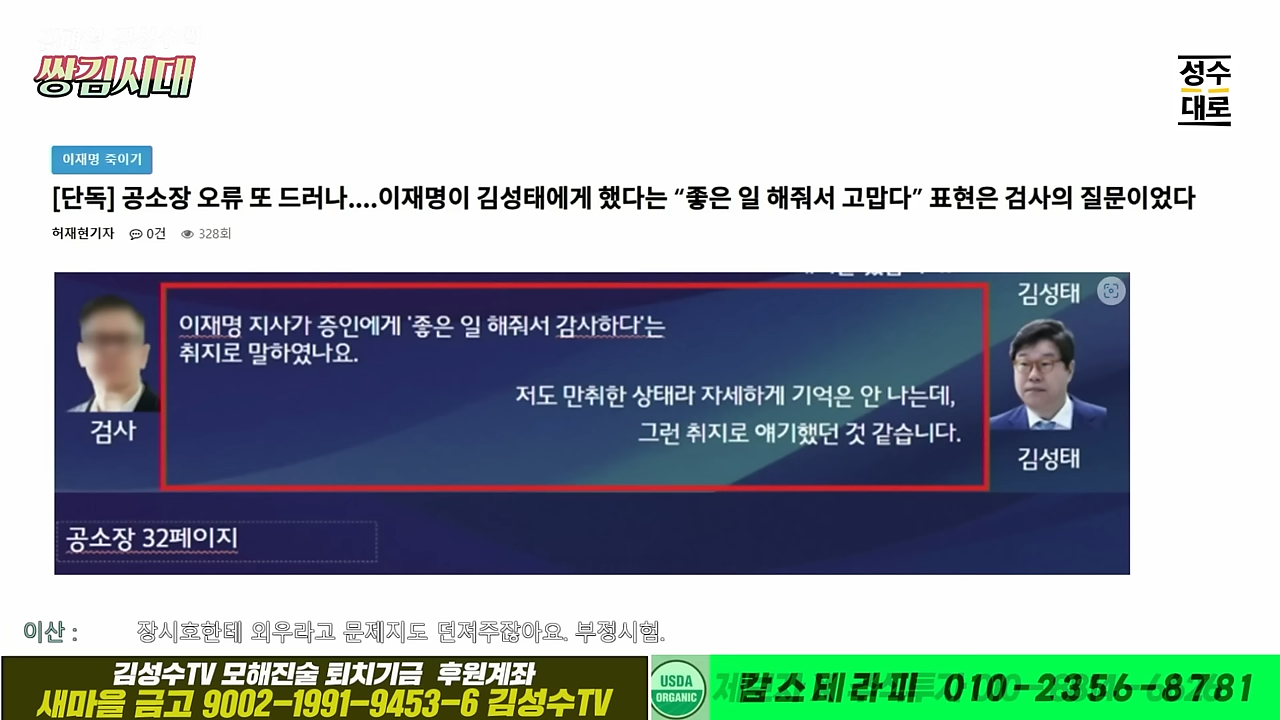 쌍김시대
성수
대로
이재명 죽이기
[단독] 공소장 오류 또 드러나....이재명이 김성태에게 했다는 “좋은 일 해줘서 고맙다” 표현은 검사의 질문이었다
허재현기자 0건 328회
김성태
이재명 지사가 증인에게 '좋은 일 해줘서 감사하다'는
취지로 말하였나요.
저도 만취한 상태라 자세하게 기억은 안 나는데,
그런 취지로 얘기했던 것 같습니다.
검사
김성태
공소장 32페이지
이산 : 장시호한테 외우라고 문제지도 던져주잖아요. 부정시험.
김성수TV 모해진술 퇴치기금 후원계좌
새마을 금고 9002-1991-9453-6 김성수TV
USDA
ORGANIC
캄소테라피 010-2356-8781